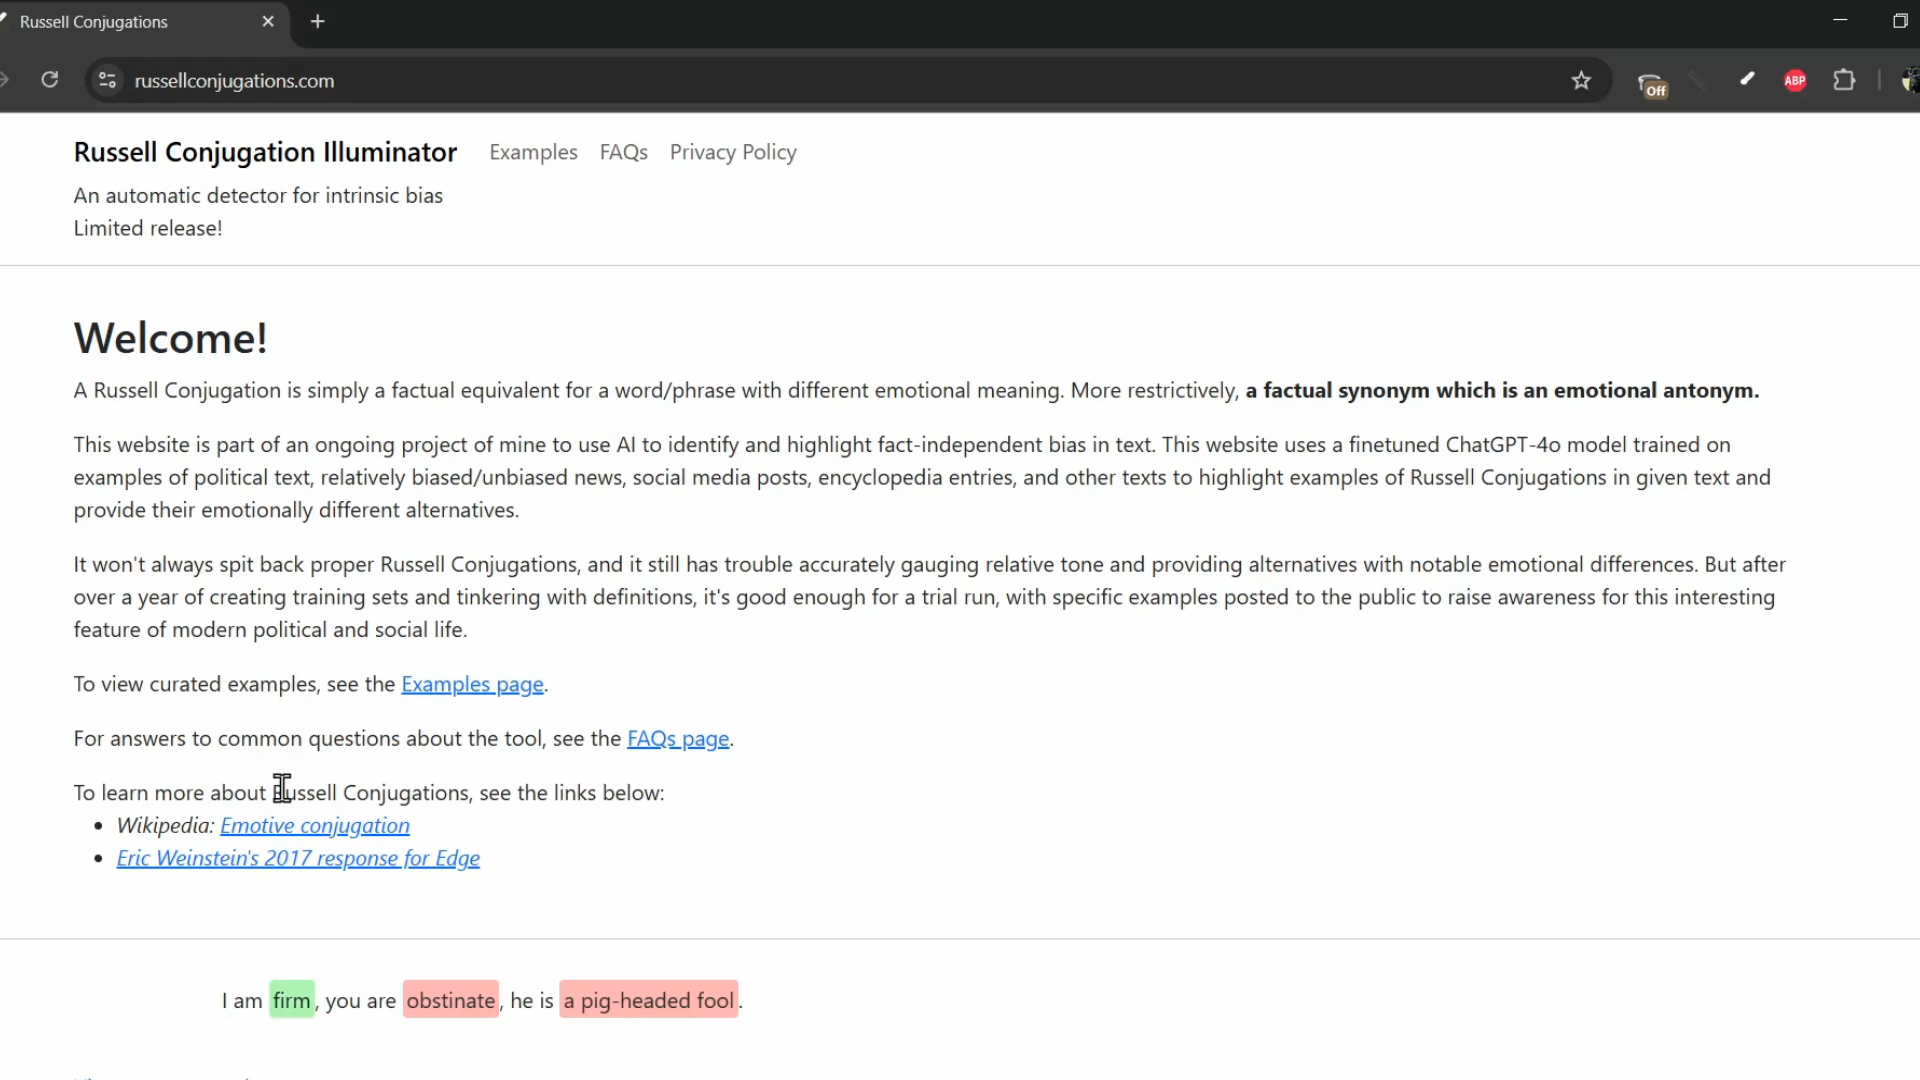 Russell Conjugations
russellconjugations.com
Off
ABP
Russell Conjugation Illuminator Examples FAQs Privacy Policy
An automatic detector for intrinsic bias
Limited release!
Welcome!
A Russell Conjugation is simply a factual equivalent for a word/phrase with different emotional meaning. More restrictively, a factual synonym which is an emotional antonym.
This website is part of an ongoing project of mine to use AI to identify and highlight fact-independent bias in text. This website uses a finetuned ChatGPT-4o model trained on
examples of political text, relatively biased/unbiased news, social media posts, encyclopedia entries, and other texts to highlight examples of Russell Conjugations in given text and
provide their emotionally different alternatives.
It won't always spit back proper Russell Conjugations, and it still has trouble accurately gauging relative tone and providing alternatives with notable emotional differences. But after
over a year of creating training sets and tinkering with definitions, it's good enough for a trial run, with specific examples posted to the public to raise awareness for this interesting
feature of modern political and social life.
To view curated examples, see the Examples page.
For answers to common questions about the tool, see the FAQs page.
To learn more about Russell Conjugations, see the links below:
• Wikipedia: Emotive conjugation
• Eric Weinstein's 2017 response for Edge
I am firm, you are obstinate, he is a pig-headed fool.